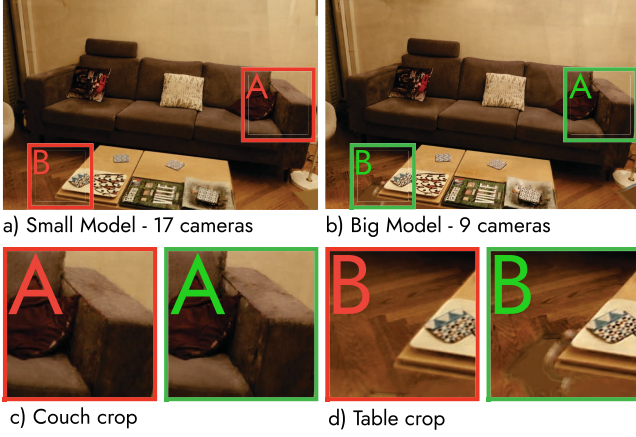 A
A
B
B
a) Small Model - 17 cameras
b) Big Model - 9 cameras
A
A
B
B
c) Couch crop
d) Table crop